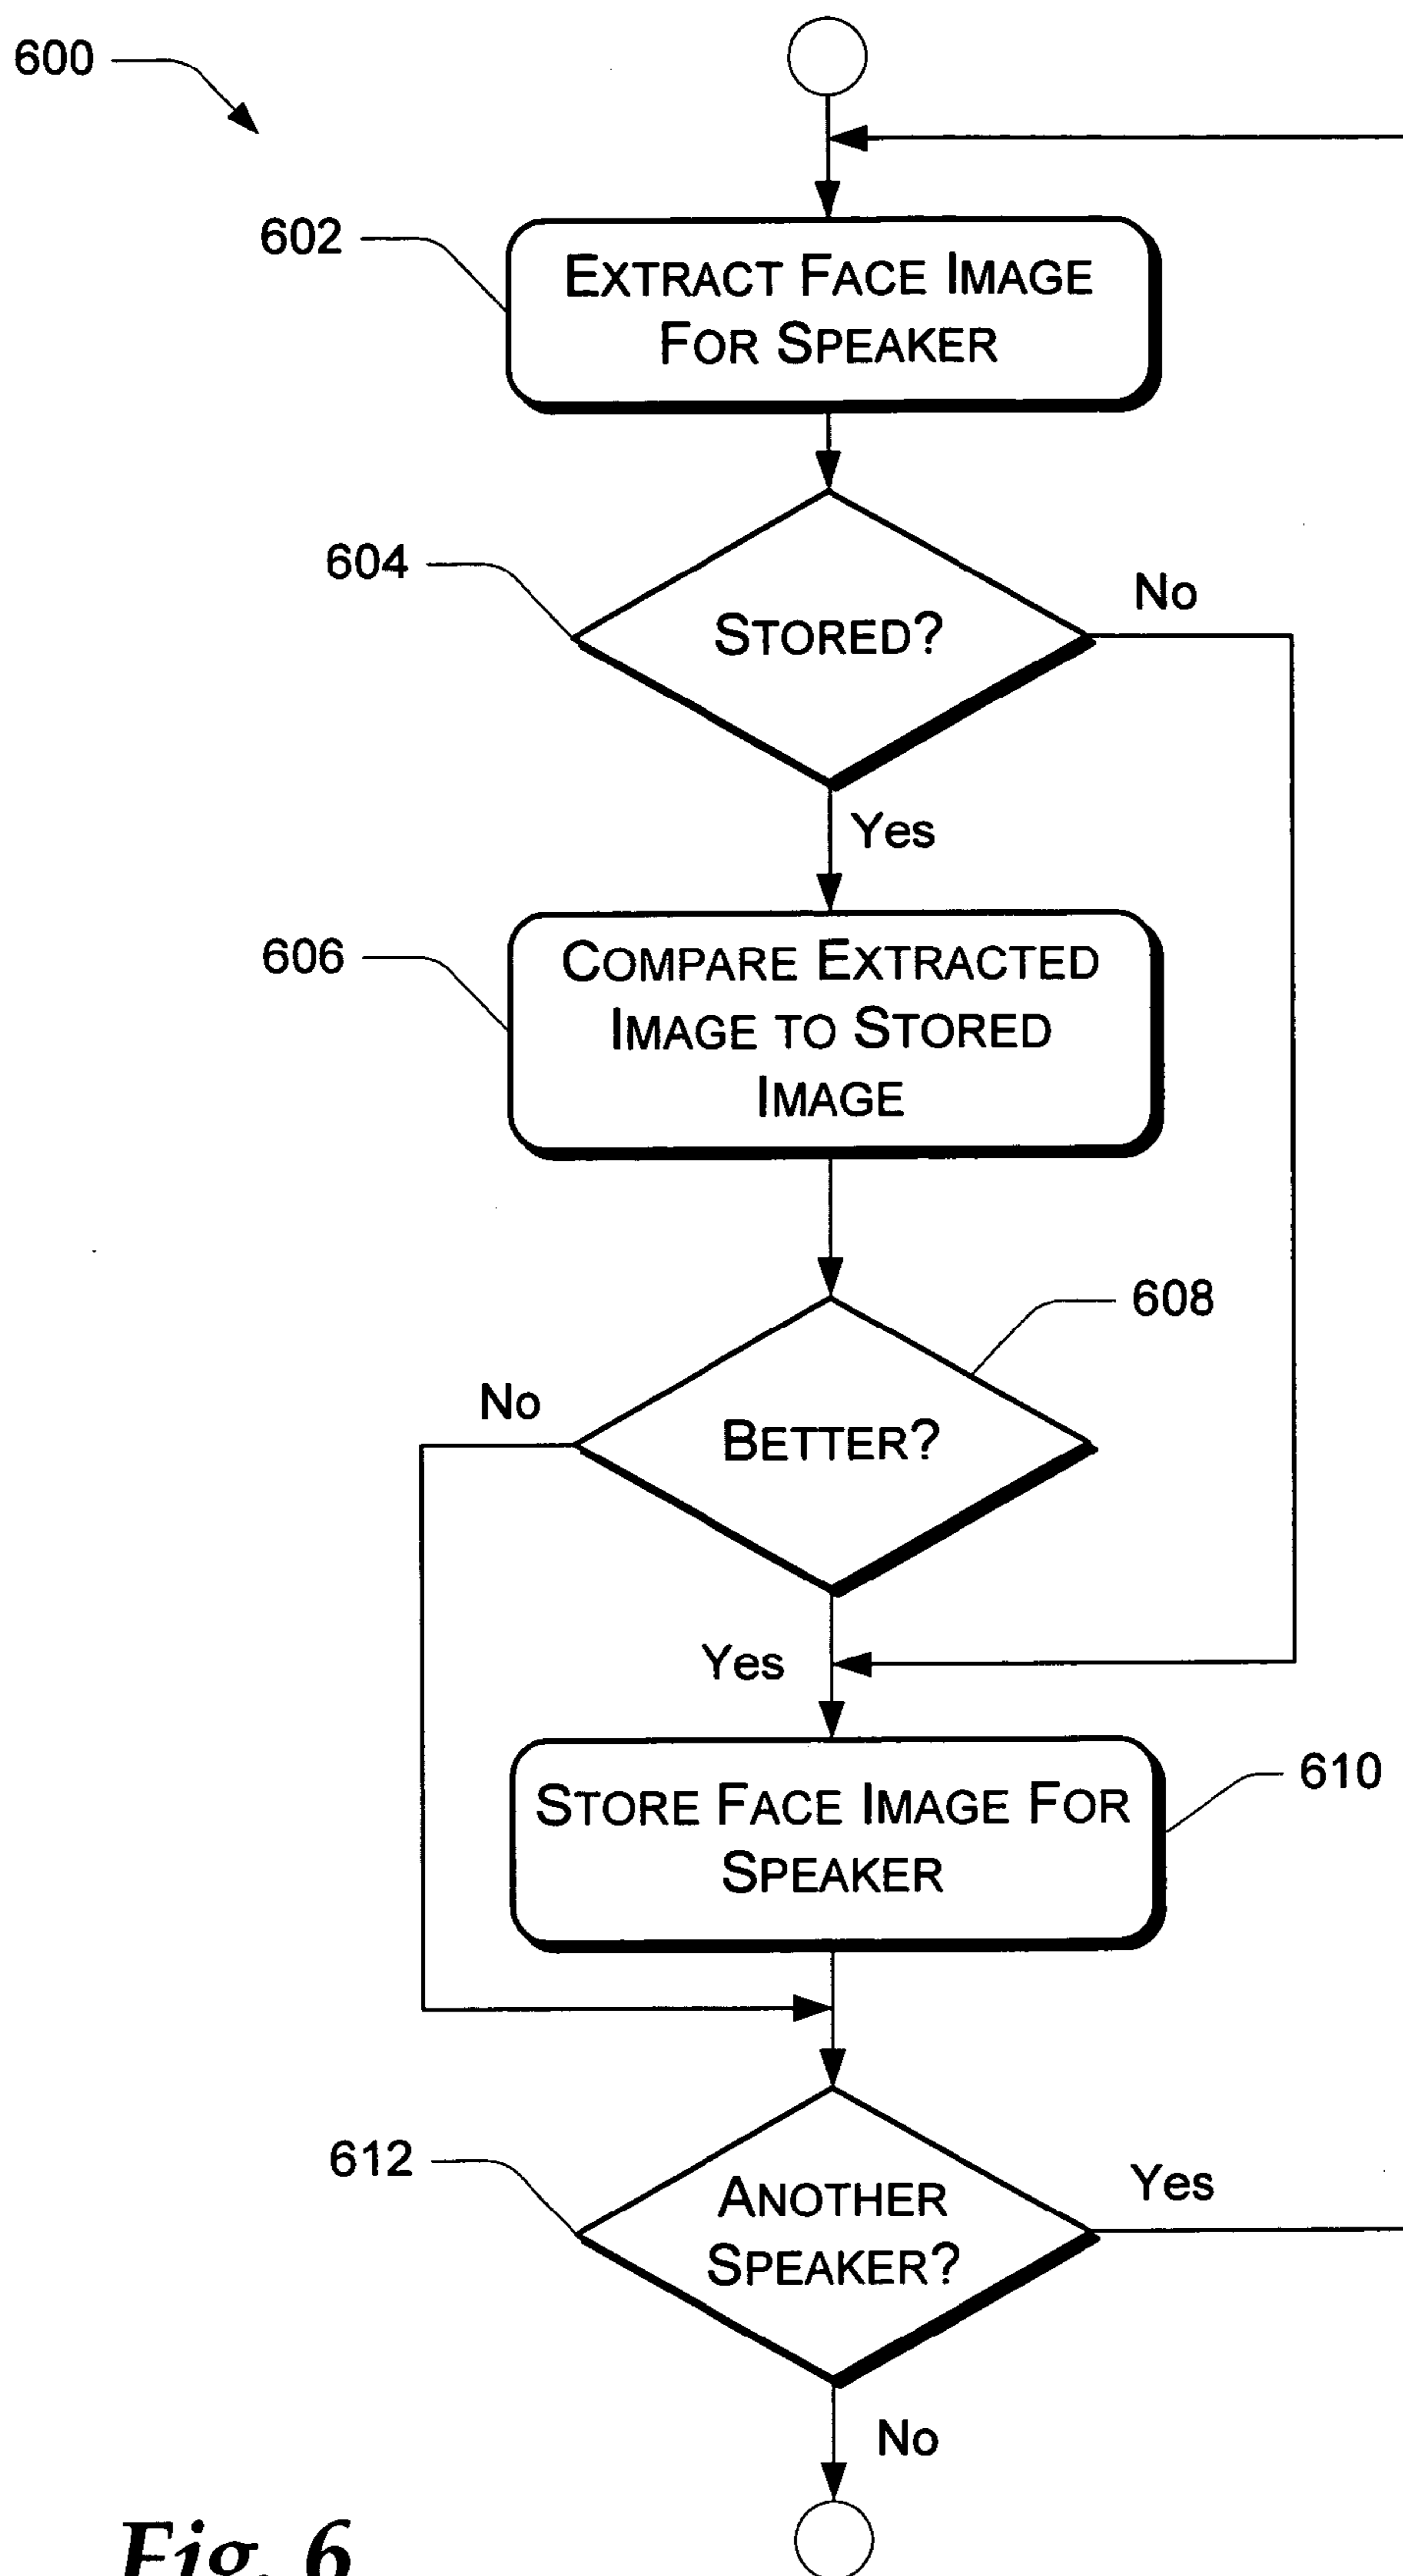 600
602
EXTRACT FACE IMAGE
FOR SPEAKER
604
STORED?
No
Yes
606
COMPARE EXTRACTED
IMAGE TO STORED
IMAGE
608
No
BETTER?
Yes
610
STORE FACE IMAGE FOR
SPEAKER
612
ANOTHER
SPEAKER?
Yes
No
Fig. 6